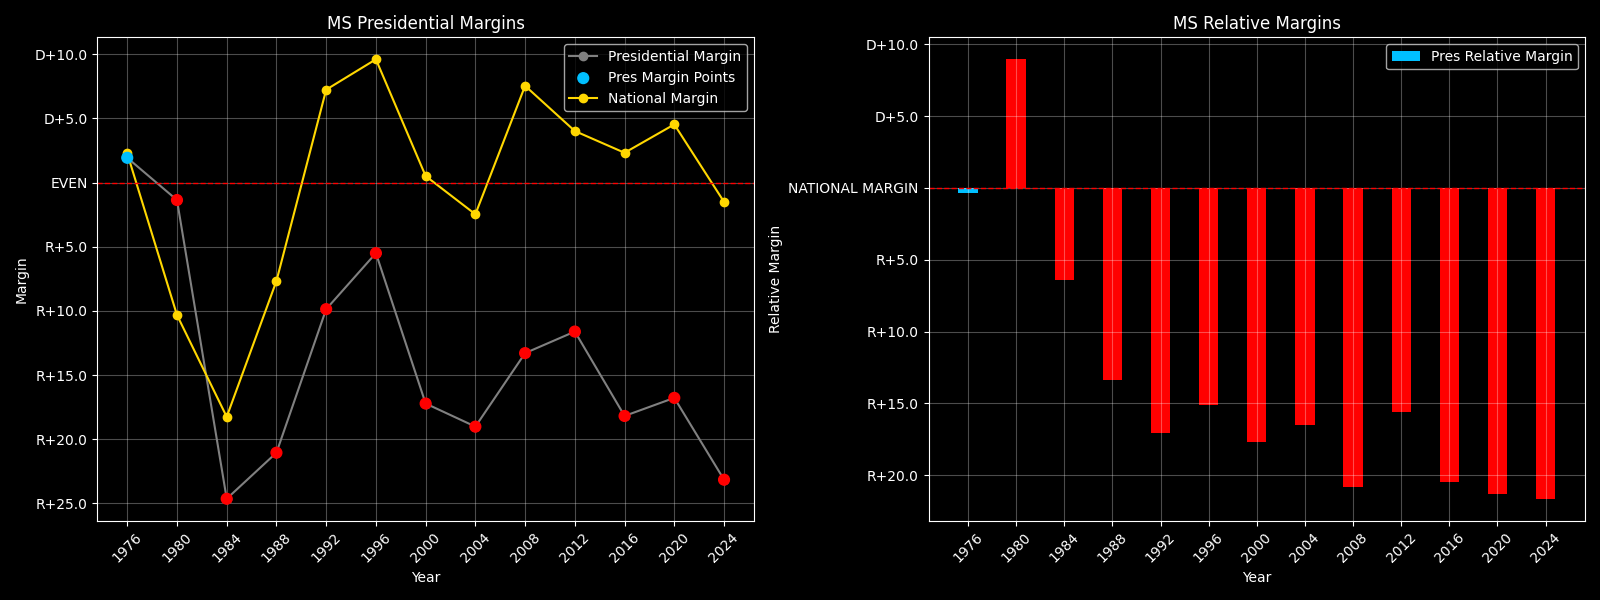 MS Presidential Margins
D+10.0
D+5.0
EVEN
R+5.0
R+10.0
R+15.0
R+20.0
R+25.0
Margin
Presidential Margin
Pres Margin Points
National Margin
1976 1980 1984 1988 1992 1996 2000 2004 2008 2012 2016 2020 2024
Year
MS Relative Margins
D+10.0
D+5.0
NATIONAL MARGIN
R+5.0
R+10.0
R+15.0
R+20.0
Relative Margin
Pres Relative Margin
1976 1980 1984 1988 1992 1996 2000 2004 2008 2012 2016 2020 2024
Year